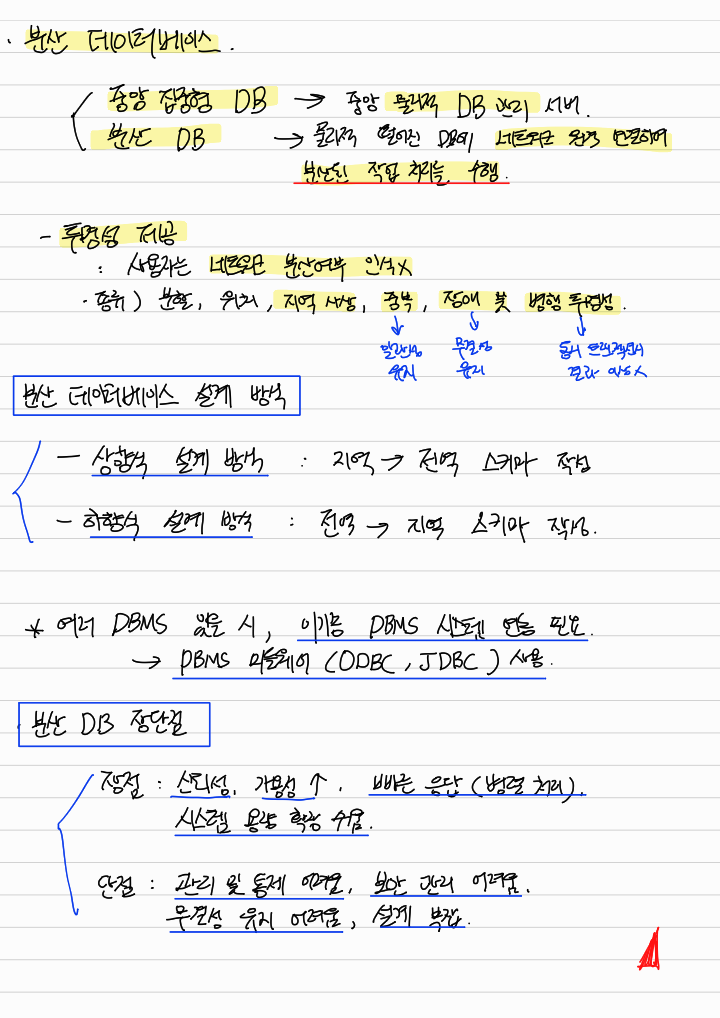 · 분산 데이터베이스.
중앙 집중형 DB → 중앙 물리적 DB 관리 서버.
분산 DB → 물리적 떨어진 DB에 네트워크 원격 연결하여
분산된 작업 처리를 수행.
- 투명성 제공
: 사용자는 네트워크 분산여부 인식X
· 종류) 분할, 위치, 지역 사상, 중복, 장애 및 병행 투명성.
↓ ↓ ↓
일관성 무결성 동시 트랜잭션시
유지 유지 결과 이상X
분산 데이터베이스 설계 방식
- 상향식 설계 방식 : 지역 → 전역 스키마 작성
- 하향식 설계 방식 : 전역 → 지역 스키마 작성.
* 여러 DBMS 있을 시, 이기종 DBMS 시스템 연동 필요.
→ DBMS 미들웨어 (ODBC, JDBC) 사용.
분산 DB 장단점
장점 : 신뢰성, 가용성 ↑. 빠른 응답 (병렬 처리).
시스템 용량 확장 쉬움.
단점 : 관리 및 통제 어려움, 보안 관리 어려움.
무결성 유지 어려움, 설계 복잡.